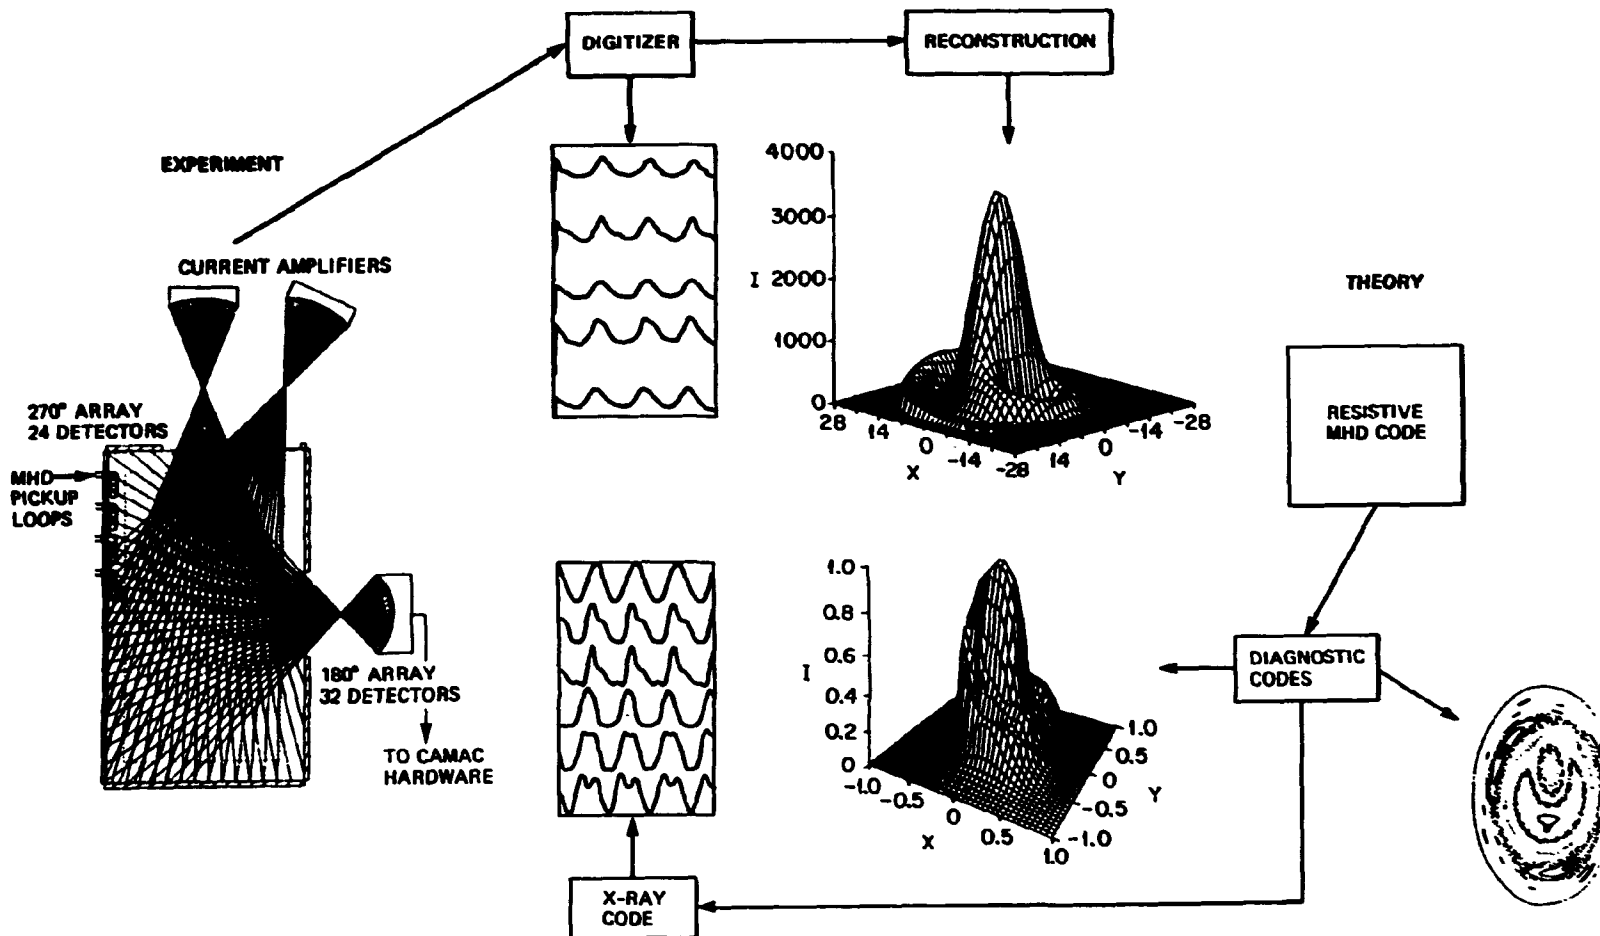 DIGITIZER
RECONSTRUCTION
EXPERIMENT
CURRENT AMPLIFIERS
270° ARRAY
24 DETECTORS
MHD
PICKUP
LOOPS
180° ARRAY
32 DETECTORS
TO CAMAC
HARDWARE
4000
3000
I 2000
1000
0
28 14 0 -14 -28
X
14 0 -14 -28
Y
THEORY
RESISTIVE
MHD CODE
DIAGNOSTIC
CODES
1.0
0.8
I 0.6
0.4
0.2
0
-1.0 -0.5 0 0.5 1.0
X
1.0
0.5
0
-0.5
-1.0
Y
X-RAY
CODE